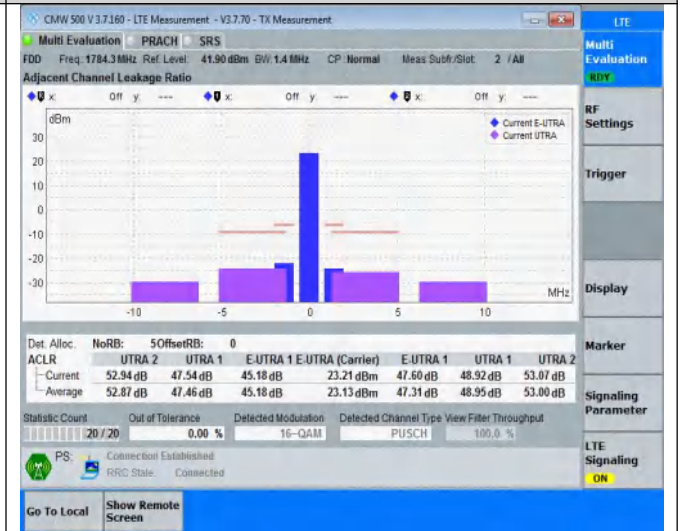 CMW 500 V 3.7.160 - LTE Measurement - V3.7.70 - TX Measurement
LTE
Multi Evaluation PRACH SRS
FDD Freq.:1784.3 MHz Ref. Level: 41.90 dBm BW:1.4 MHz CP :Normal Meas Subfr./Slot: 2 / All
Adjacent Channel Leakage Ratio
x: Off y: --- x: Off y: --- x: Off y: ---
dBm
Current E-UTRA
Current UTRA
30
20
10
0
-10
-20
-30
MHz
-10 -5 0 5 10
Det. Alloc. NoRB: 5 OffsetRB: 0
ACLR UTRA 2 UTRA 1 E-UTRA 1 E-UTRA (Carrier) E-UTRA 1 UTRA 1 UTRA 2
Current 52.94 dB 47.54 dB 45.18 dB 23.21 dBm 47.60 dB 48.92 dB 53.07 dB
Average 52.87 dB 47.46 dB 45.18 dB 23.13 dBm 47.31 dB 48.95 dB 53.00 dB
Statistic Count Out of Tolerance Detected Modulation Detected Channel Type View Filter Throughput
20 / 20 0.00 % 16-QAM PUSCH 100.0 %
PS: Connection Established
RRC State: Connected
Multi
Evaluation
RDY
RF
Settings
Trigger
Display
Marker
Signaling
Parameter
LTE
Signaling
ON
Go To Local
Show Remote
Screen